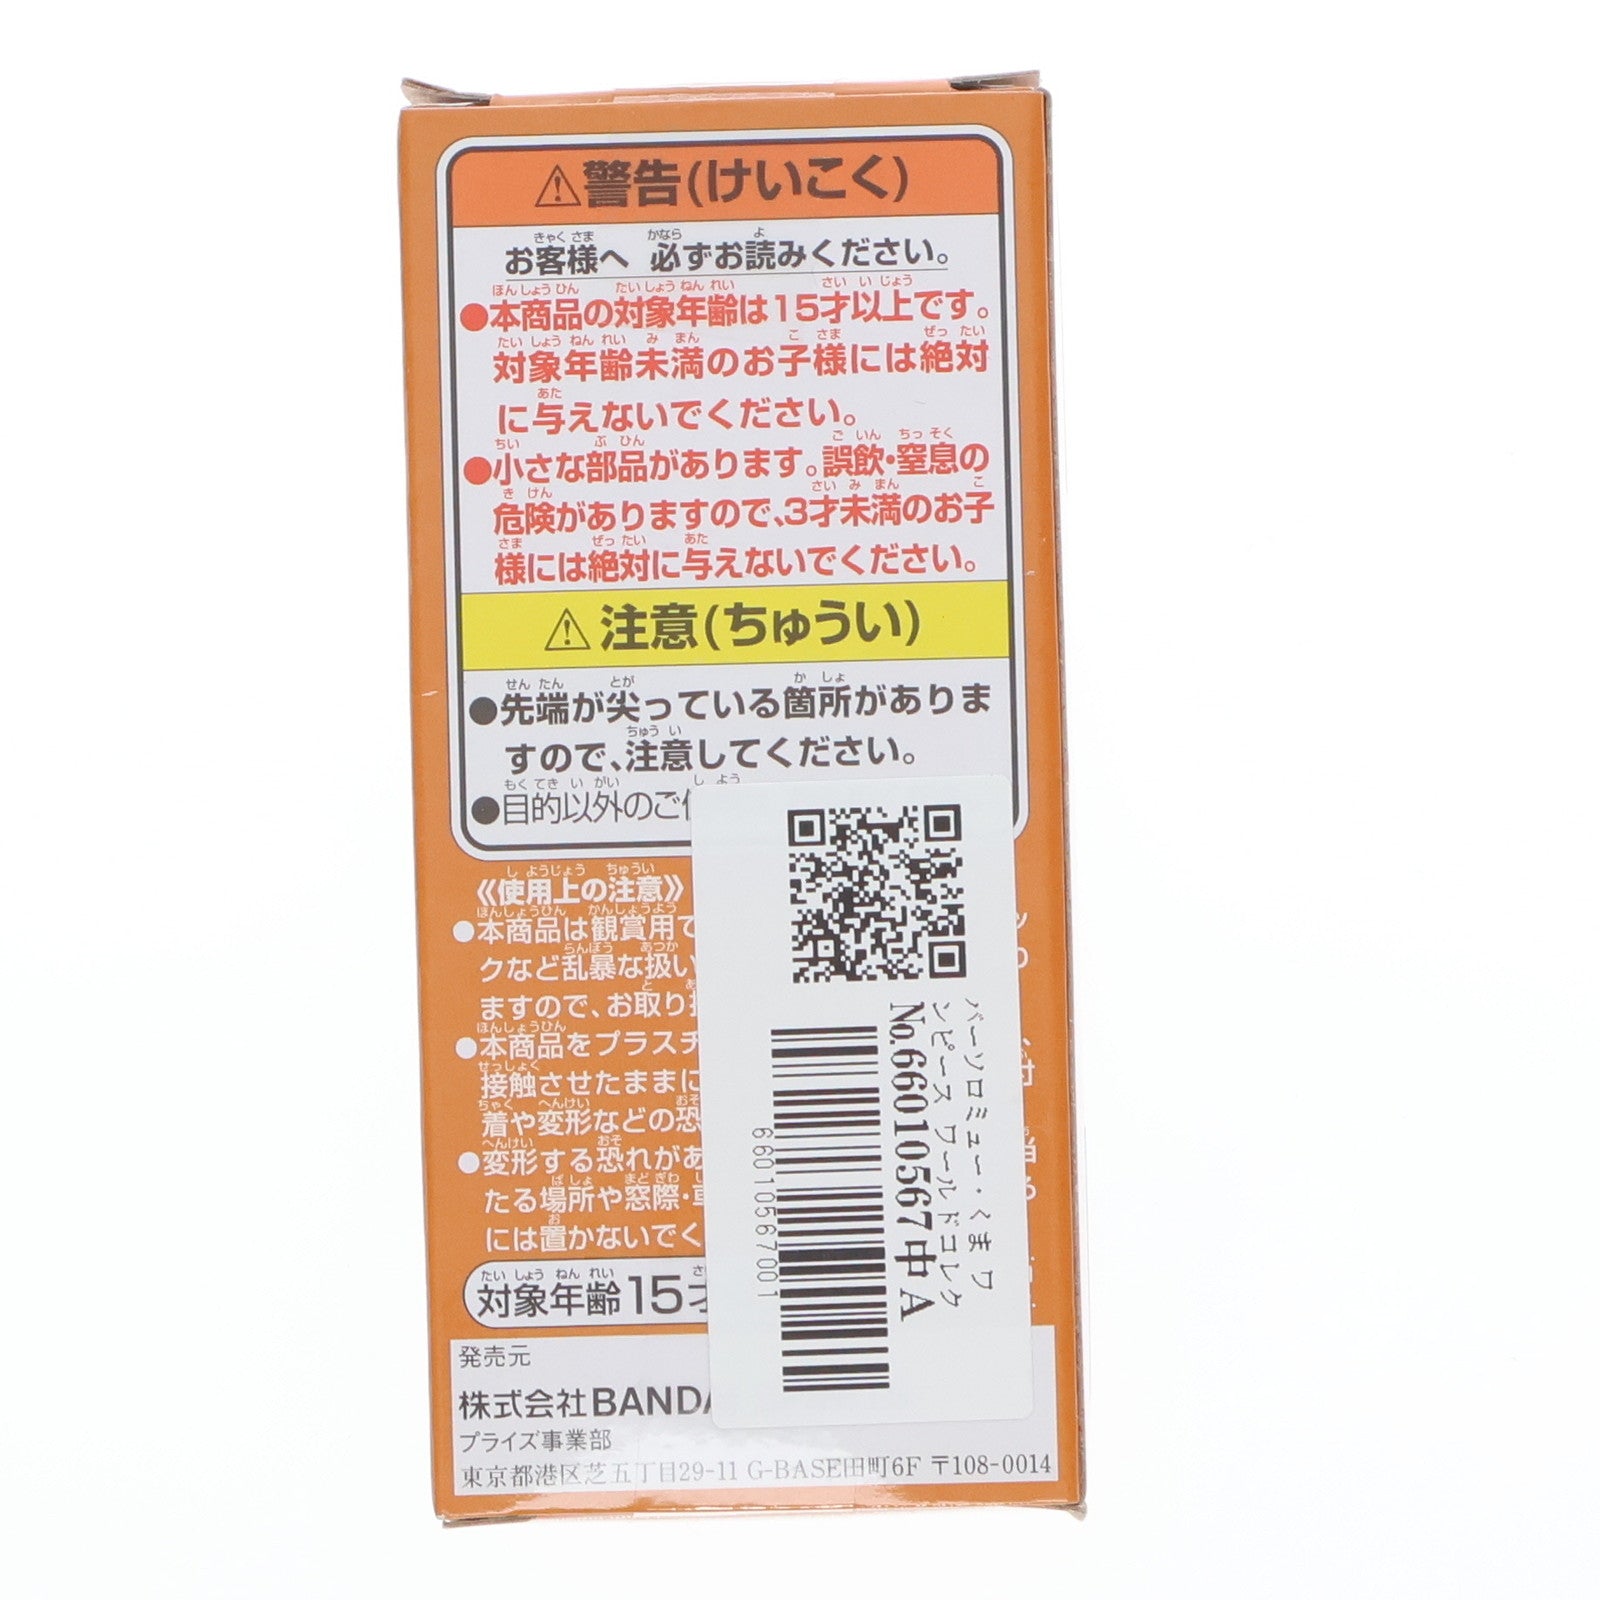 ⚠警告(けいこく)
お客様へ 必ずお読みください。
●本商品の対象年齢は15才以上です。
対象年齢未満のお子様には絶対
に与えないでください。
●小さな部品があります。誤飲・窒息の
危険がありますので、3才未満のお子
様には絶対に与えないでください。
⚠注意(ちゅうい)
●先端が尖っている箇所がありま
すので、注意してください。
●目的以外のご
《使用上の注意》
●本商品は観賞用で
クなど乱暴な扱い
ますので、お取り
●本商品をプラスチ
接触させたままに
着や変形などの恐
●変形する恐れがあ
たる場所や窓際・
には置かないでく
対象年齢15才
発売元
株式会社BANDA
プライズ事業部
東京都港区芝五丁目29-11 G-BASE田町6F 〒108-0014
バーソロミュー・くま ワ
ンピース ワールドコレク
No.66010567中A
6601056700 1